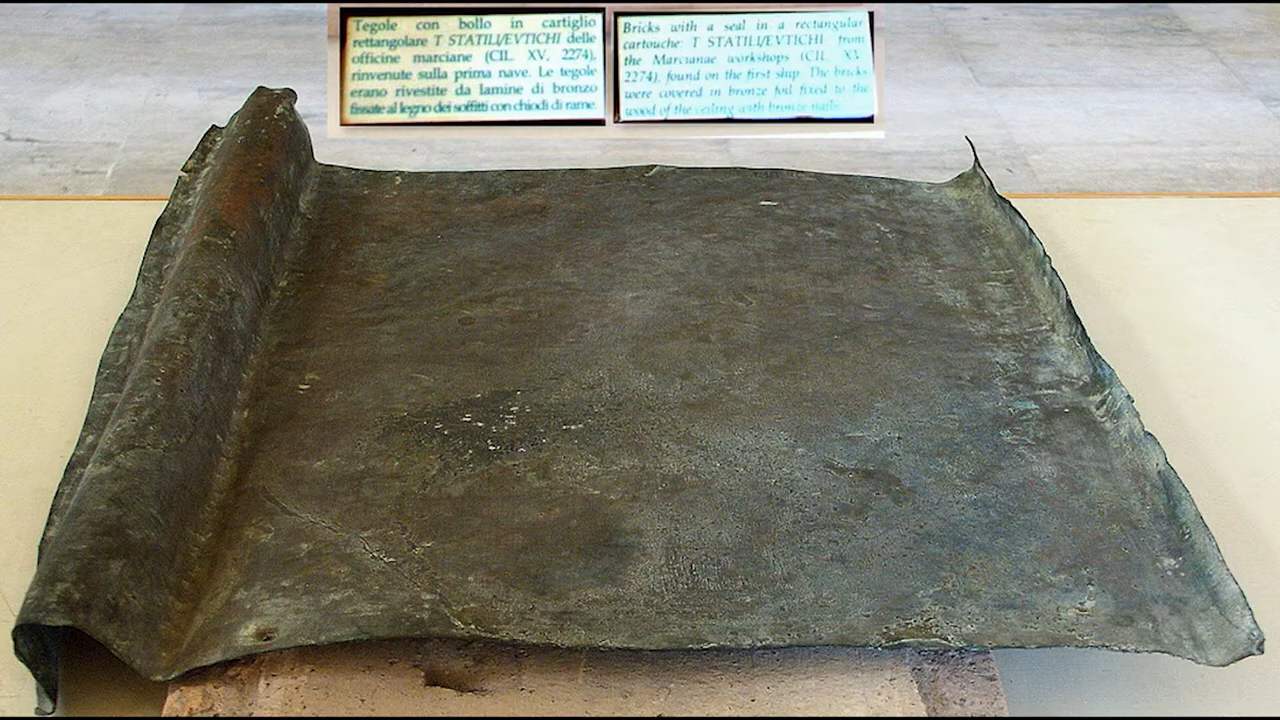 Tegole con bollo in cartiglio
rettangolare T STATILI/EVTICHI delle
officine marciane (CIL. XV, 2274),
rinvenute sulla prima nave. Le tegole
erano rivestite da lamine di bronzo
fissate al legno dei soffitti con chiodi di rame.
Bricks with a seal in a rectangular
cartouche: T STATILI/EVTICHI from
the Marcianae workshops (CIL. XV,
2274), found on the first ship. The bricks
were covered in bronze foil fixed to the
wood of the ceiling with bronze nails.